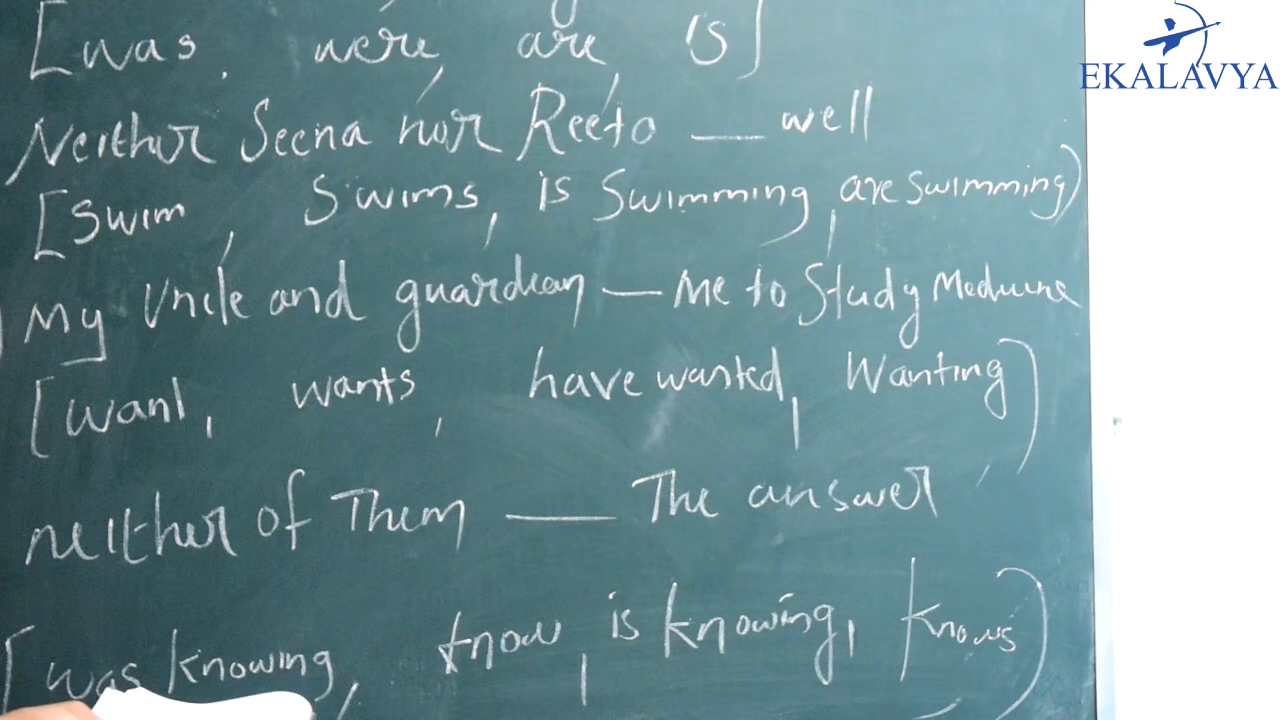 [was, were, are, is]
EKALAVYA
Neither Seena nor Reeto __ well
[swim, swims, is swimming, are swimming)
My Uncle and guardian — me to study Medicine
[want, wants, have wanted, wanting)
neither of Them ___ The answer
[was knowing, know, is knowing, knows)